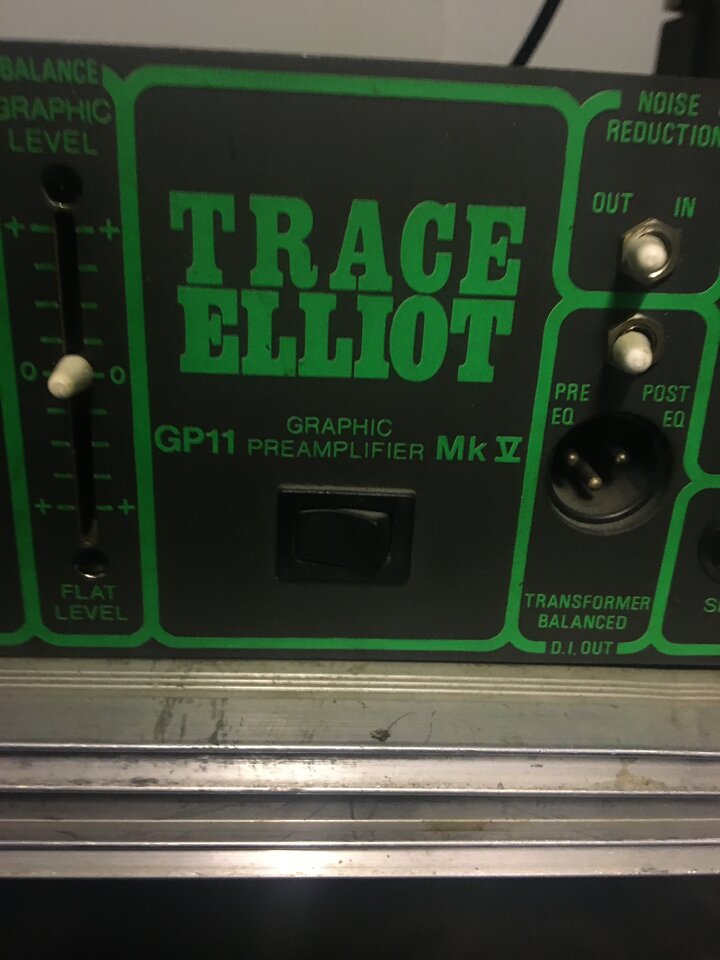 BALANCE
GRAPHIC
LEVEL
+ +
0 0
+ +
FLAT
LEVEL
TRACE
ELLIOT
GP11 GRAPHIC PREAMPLIFIER Mk V
NOISE
REDUCTION
OUT IN
PRE POST
EQ EQ
TRANSFORMER
BALANCED
D.I. OUT